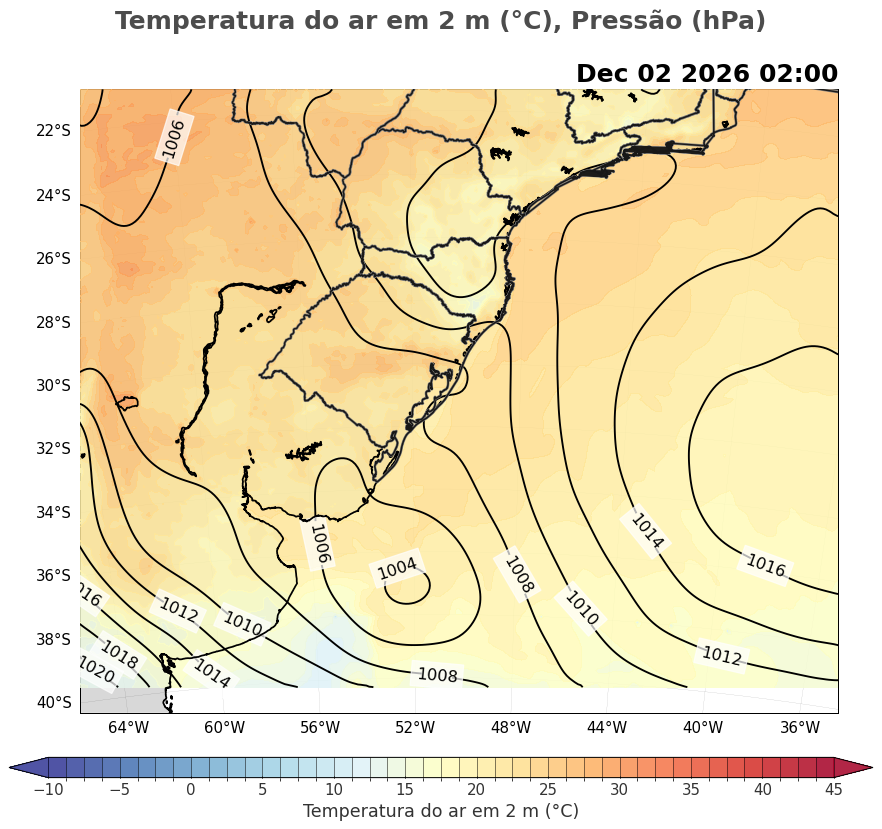 Temperatura do ar em 2 m (°C), Pressão (hPa)
Dec 02 2026 02:00
22°S
24°S
26°S
28°S
30°S
32°S
34°S
36°S
38°S
40°S
1006
1006
1004
1008
1014
1016
1010
1012
1008
1012
1010
1014
1018
1020
016
64°W 60°W 56°W 52°W 48°W 44°W 40°W 36°W
−10 −5 0 5 10 15 20 25 30 35 40 45
Temperatura do ar em 2 m (°C)